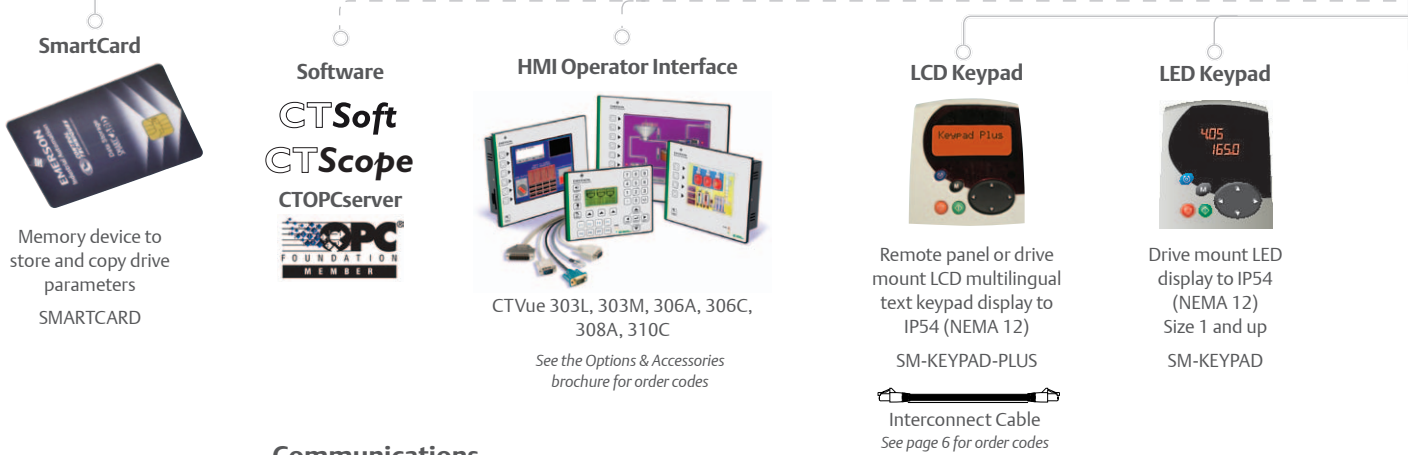 SmartCard
EMERSON
Memory device to
store and copy drive
parameters
SMARTCARD
Software
CTSoft
CTScope
CTOPCserver
OPC®
FOUNDATION
MEMBER
HMI Operator Interface
CTVue 303L, 303M, 306A, 306C,
308A, 310C
See the Options & Accessories
brochure for order codes
LCD Keypad
Keypad Plus
Remote panel or drive
mount LCD multilingual
text keypad display to
IP54 (NEMA 12)
SM-KEYPAD-PLUS
Interconnect Cable
See page 6 for order codes
LED Keypad
4.05
165.0
M
Drive mount LED
display to IP54
(NEMA 12)
Size 1 and up
SM-KEYPAD
Communications